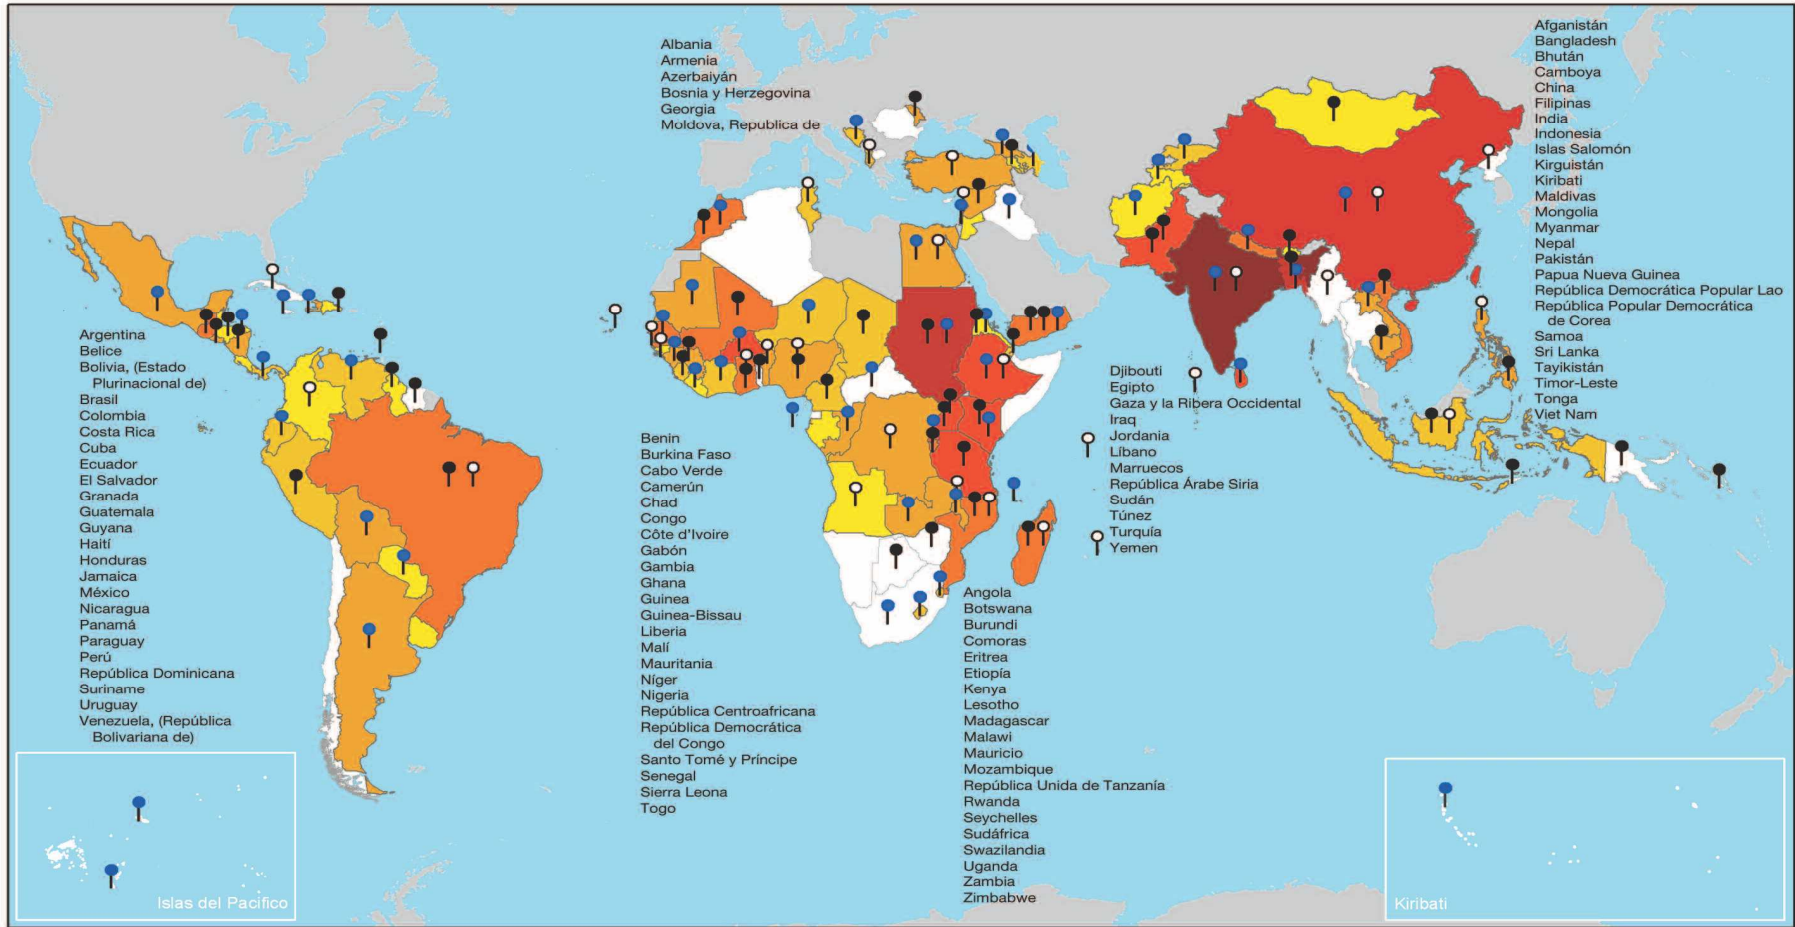 Albania
Armenia
Azerbaiyán
Bosnia y Herzegovina
Georgia
Moldova, Republica de
Afganistán
Bangladesh
Bhután
Camboya
China
Filipinas
India
Indonesia
Islas Salomón
Kirguistán
Kiribati
Maldivas
Mongolia
Myanmar
Nepal
Pakistán
Papua Nueva Guinea
República Democrática Popular Lao
República Popular Democrática
de Corea
Samoa
Sri Lanka
Tayikistán
Timor-Leste
Tonga
Viet Nam
Argentina
Belice
Bolivia, (Estado
Plurinacional de)
Brasil
Colombia
Costa Rica
Cuba
Ecuador
El Salvador
Granada
Guatemala
Guyana
Haití
Honduras
Jamaica
México
Nicaragua
Panamá
Paraguay
Perú
República Dominicana
Suriname
Uruguay
Venezuela, (República
Bolivariana de)
Benin
Burkina Faso
Cabo Verde
Camerún
Chad
Congo
Côte d'Ivoire
Gabón
Gambia
Ghana
Guinea
Guinea-Bissau
Liberia
Malí
Mauritania
Níger
Nigeria
República Centroafricana
República Democrática
del Congo
Santo Tomé y Príncipe
Senegal
Sierra Leona
Togo
Djibouti
Egipto
Gaza y la Ribera Occidental
Iraq
Jordania
Líbano
Marruecos
República Árabe Siria
Sudán
Túnez
Turquía
Yemen
Angola
Botswana
Burundi
Comoras
Eritrea
Etiopía
Kenya
Lesotho
Madagascar
Malawi
Mauricio
Mozambique
República Unida de Tanzanía
Rwanda
Seychelles
Sudáfrica
Swazilandia
Uganda
Zambia
Zimbabwe
Islas del Pacifico
Kiribati